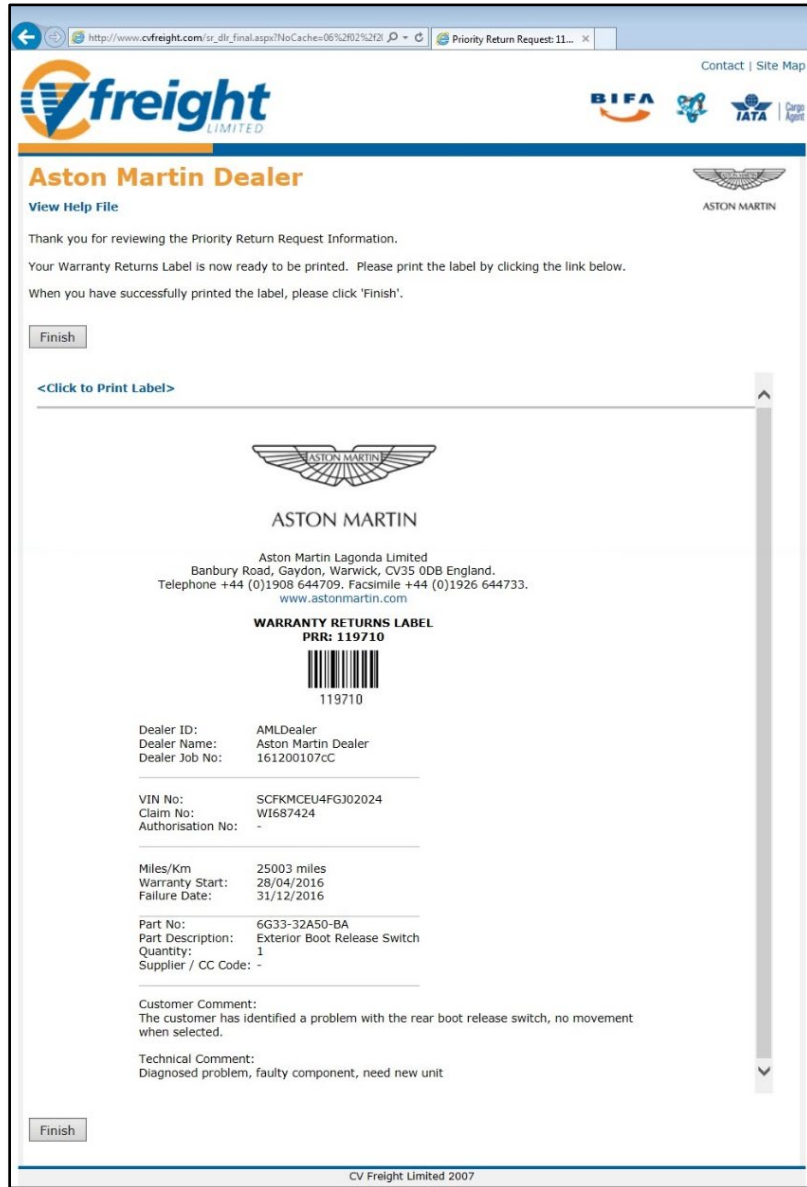 http://www.cvfreight.com/sr_dlr_final.aspx?NoCache=06%2f02%2f2(
Priority Return Request: 11...
Contact | Site Map
CVfreight
LIMITED
BIFA
IATA
Cargo
Agent
Aston Martin Dealer
ASTON MARTIN
View Help File
ASTON MARTIN
Thank you for reviewing the Priority Return Request Information.
Your Warranty Returns Label is now ready to be printed. Please print the label by clicking the link below.
When you have successfully printed the label, please click 'Finish'.
Finish
<Click to Print Label>
ASTON MARTIN
ASTON MARTIN
Aston Martin Lagonda Limited
Banbury Road, Gaydon, Warwick, CV35 0DB England.
Telephone +44 (0)1908 644709. Facsimile +44 (0)1926 644733.
www.astonmartin.com
WARRANTY RETURNS LABEL
PRR: 119710
119710
Dealer ID: AMLDealer
Dealer Name: Aston Martin Dealer
Dealer Job No: 161200107cC
VIN No: SCFKMCEU4FGJ02024
Claim No: WI687424
Authorisation No: -
Miles/Km 25003 miles
Warranty Start: 28/04/2016
Failure Date: 31/12/2016
Part No: 6G33-32A50-BA
Part Description: Exterior Boot Release Switch
Quantity: 1
Supplier / CC Code: -
Customer Comment:
The customer has identified a problem with the rear boot release switch, no movement
when selected.
Technical Comment:
Diagnosed problem, faulty component, need new unit
Finish
CV Freight Limited 2007